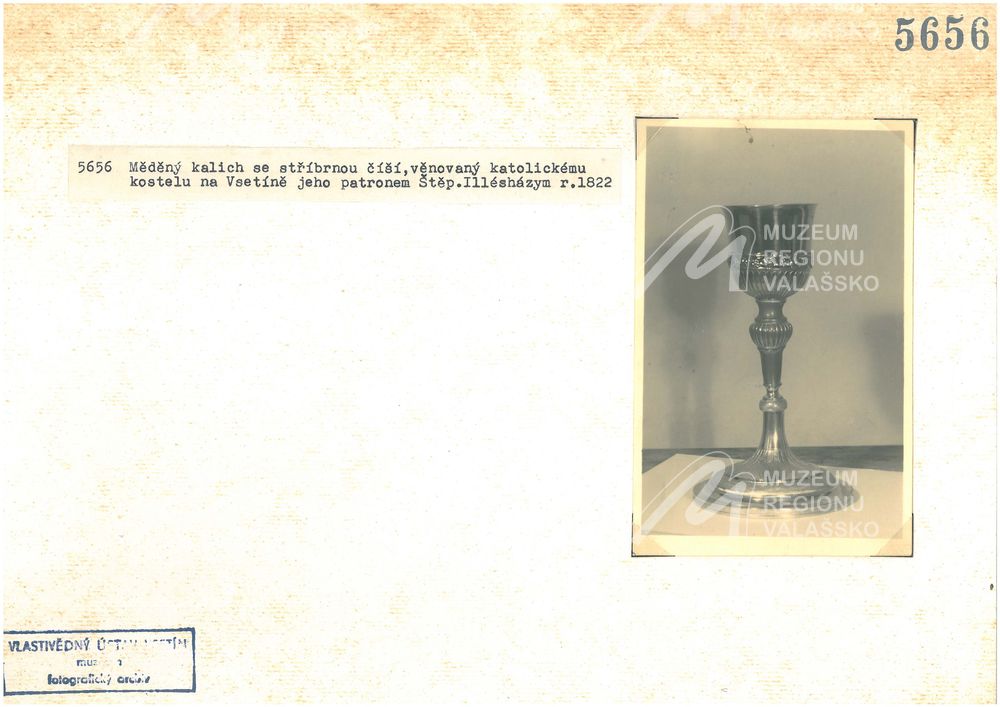 5656
5656 Měděný kalich se stříbrnou číší,věnovaný katolickému
kostelu na Vsetíně jeho patronem Štěp.Illésházym r.1822
MUZEUM
REGIONU
VALAŠSKO
MUZEUM
REGIONU
VALAŠSKO
VLASTIVĚDNÝ
fotografický archiv